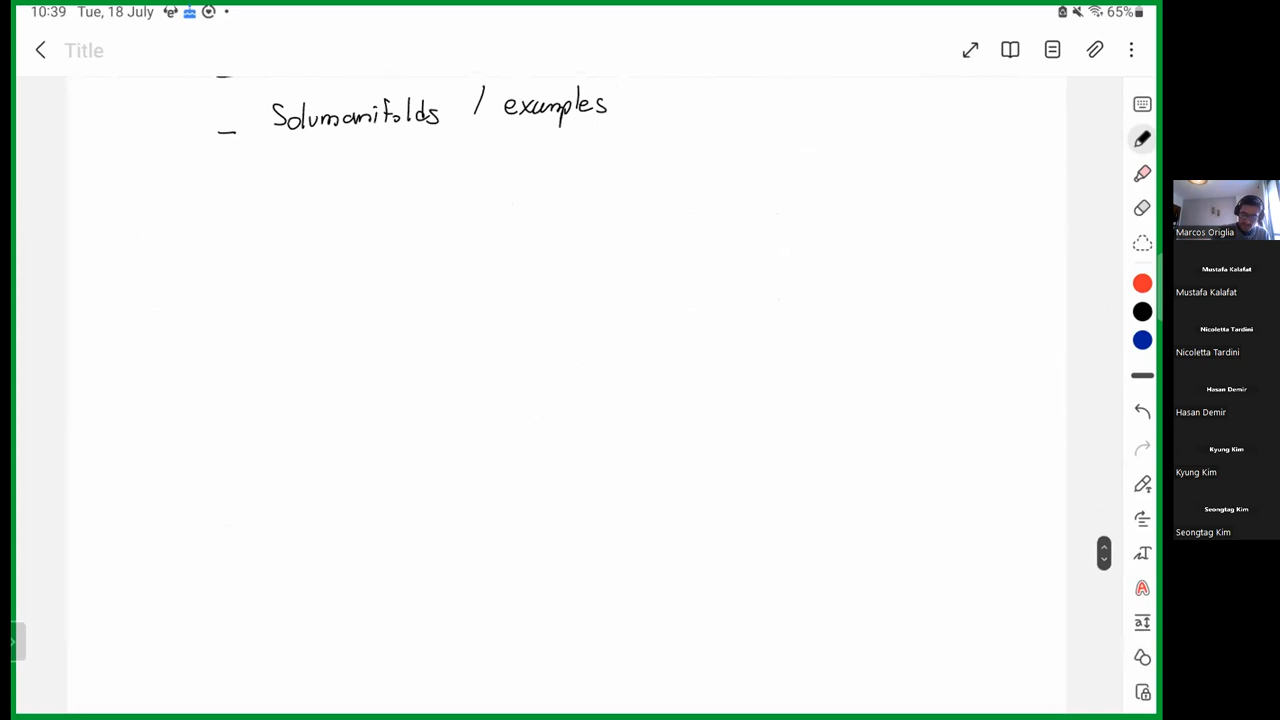 10:39 Tue, 18 July
65%
Title
Solvmanifolds / examples
Marcos Origlia
Mustafa Kalafat
Mustafa Kalafat
Nicoletta Tardini
Nicoletta Tardini
Hasan Demir
Hasan Demir
Kyung Kim
Kyung Kim
Seongtag Kim
Seongtag Kim